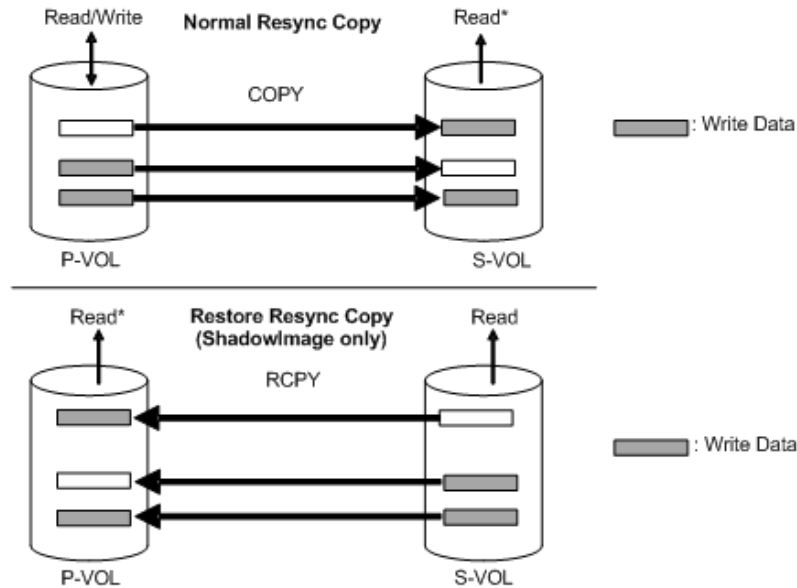 Read/Write Normal Resync Copy Read*
COPY
: Write Data
P-VOL S-VOL
Read* Restore Resync Copy Read
(ShadowImage only)
RCPY
: Write Data
P-VOL S-VOL